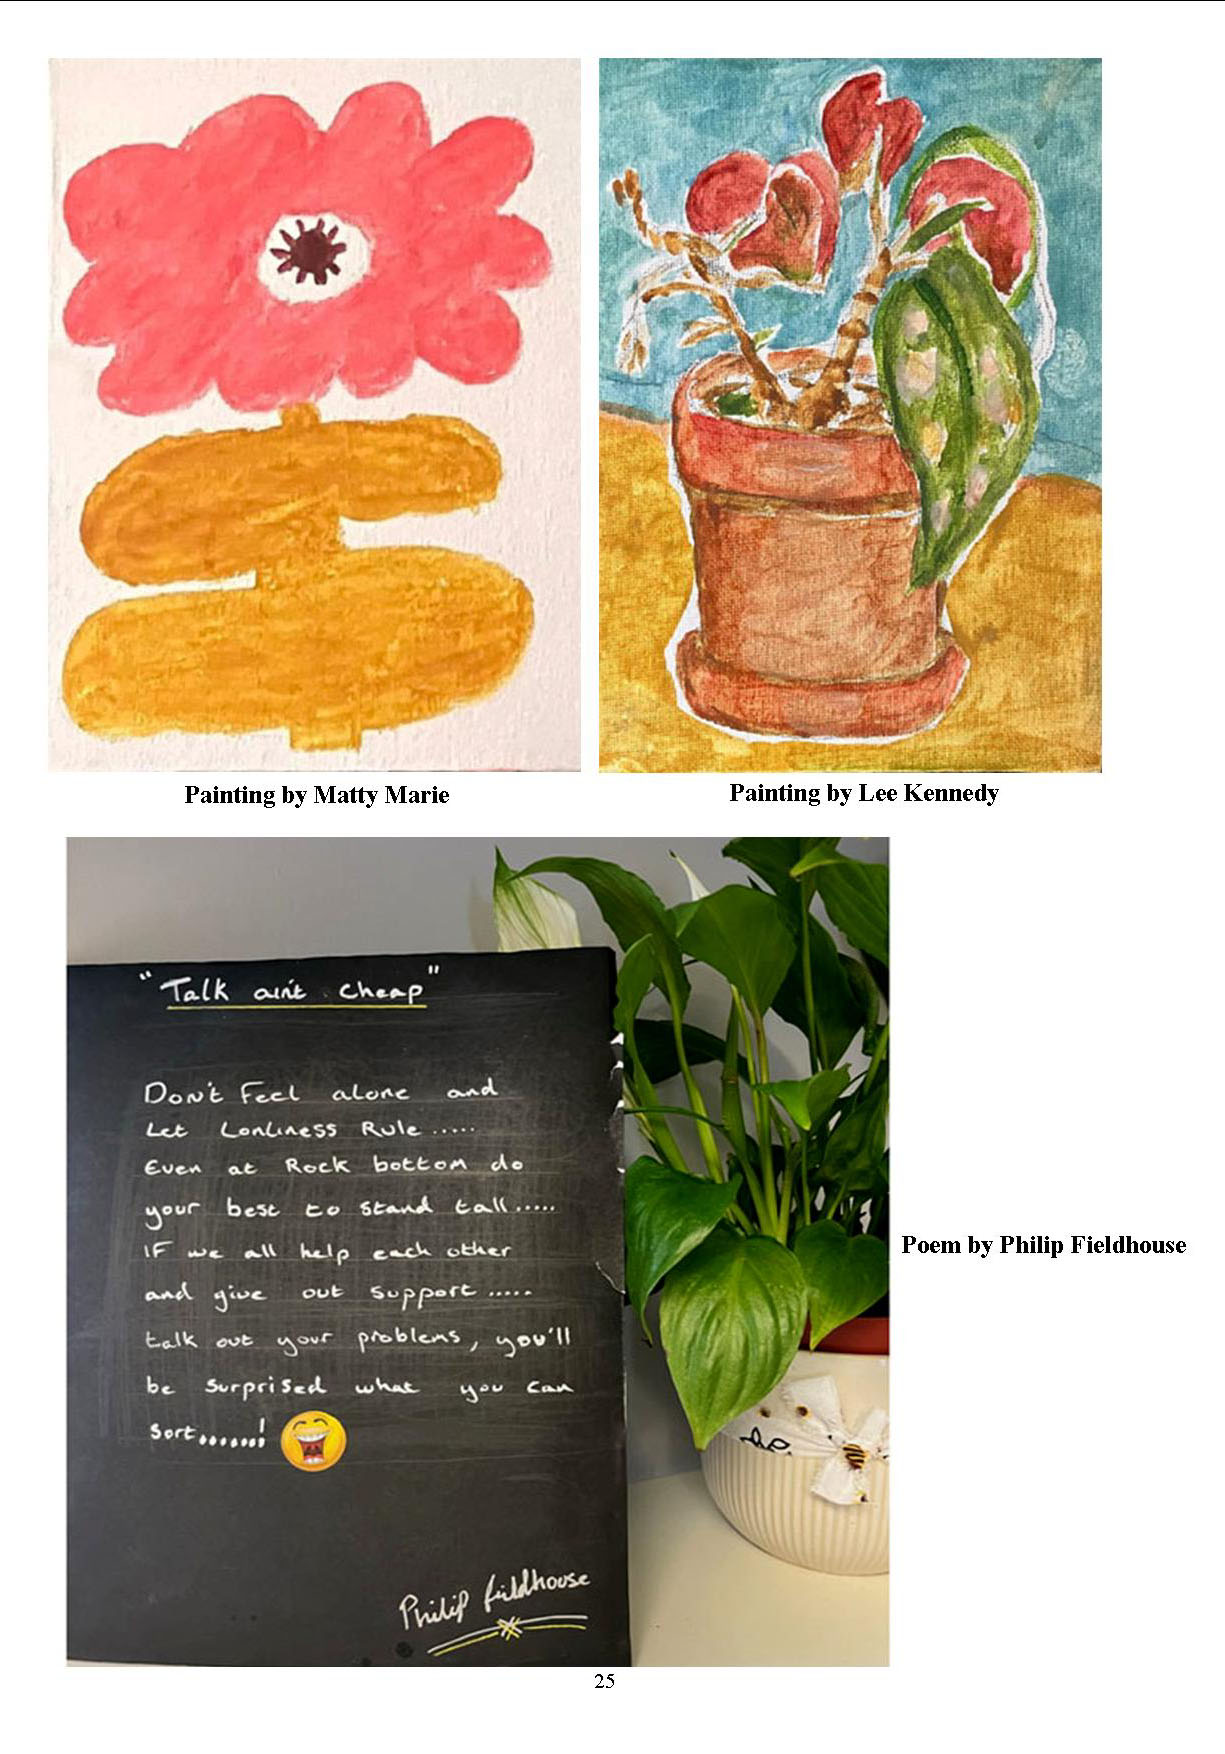 Painting by Matty Marie
Painting by Lee Kennedy
"Talk ain't cheap"
Don't Feel alone and
Let Lonliness Rule.....
Even at Rock bottom do
your best to stand tall.....
IF we all help each other
and give out support.....
talk out your problems, you'll
be surprised what you can
sort.......!
Philip fieldhouse
Poem by Philip Fieldhouse
25